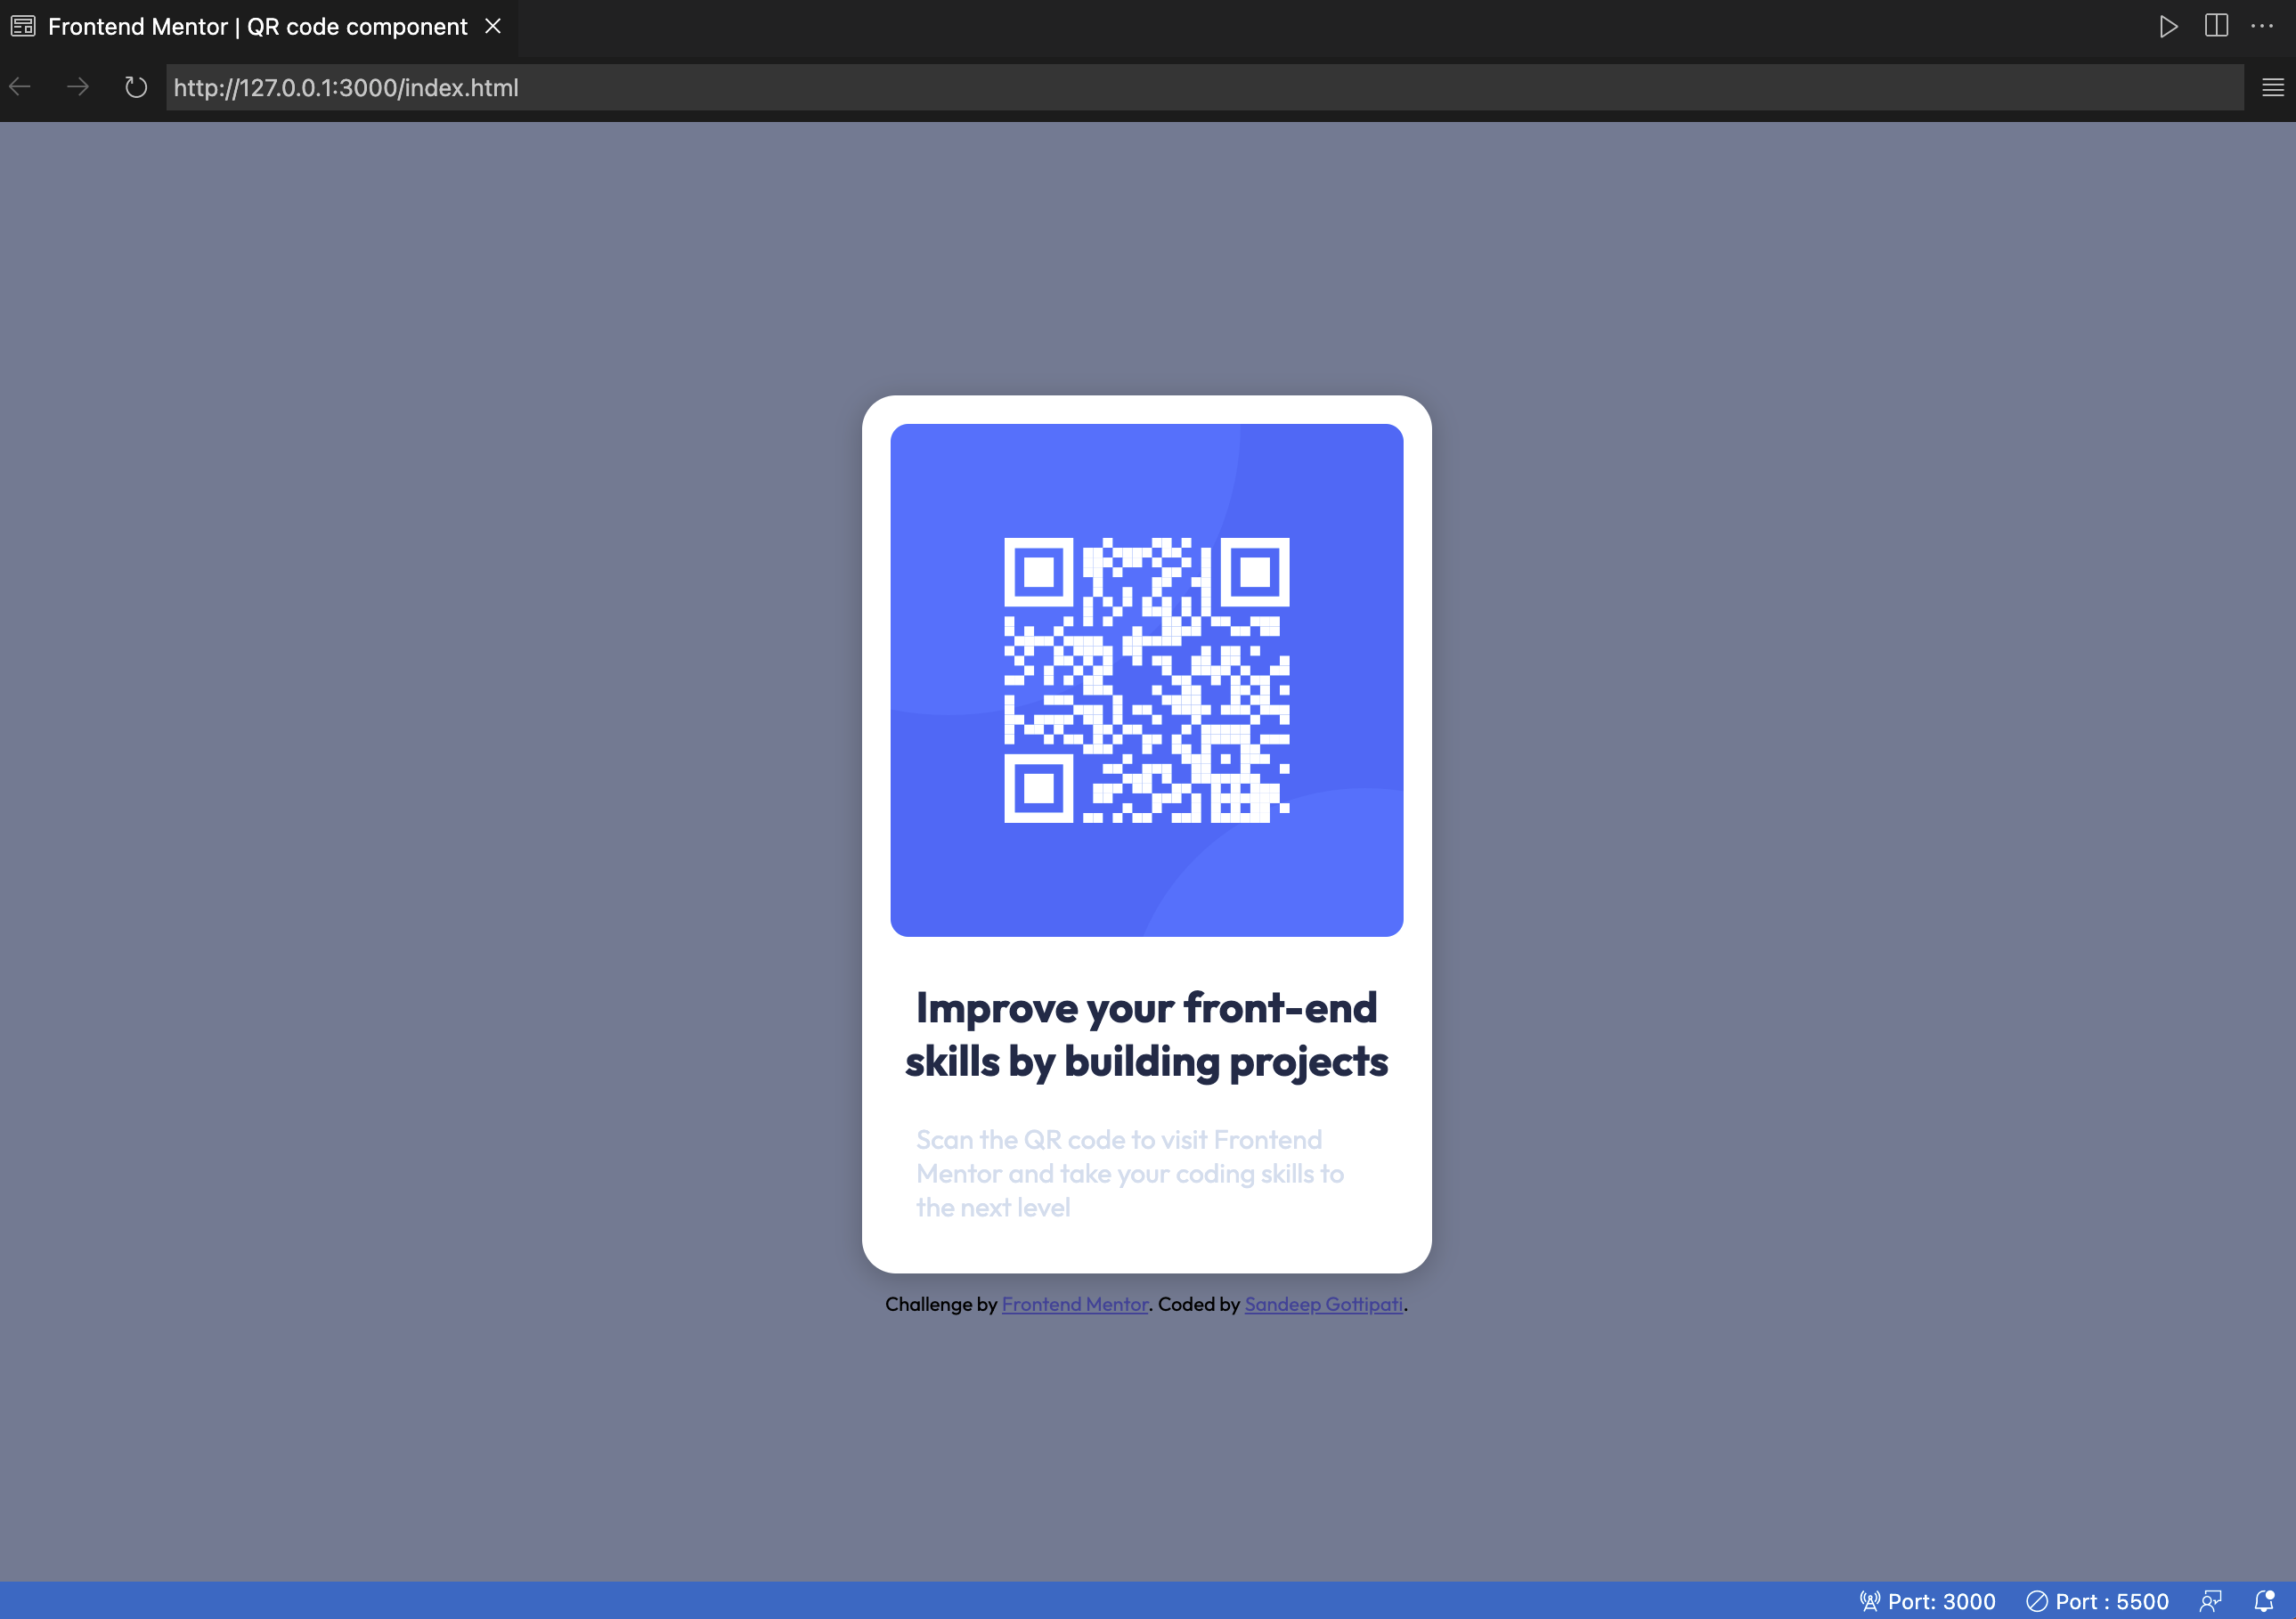 Frontend Mentor | QR code component
http://127.0.0.1:3000/index.html
Improve your front-end
skills by building projects
Scan the QR code to visit Frontend
Mentor and take your coding skills to
the next level
Challenge by Frontend Mentor. Coded by Sandeep Gottipati.
Port: 3000 Port : 5500